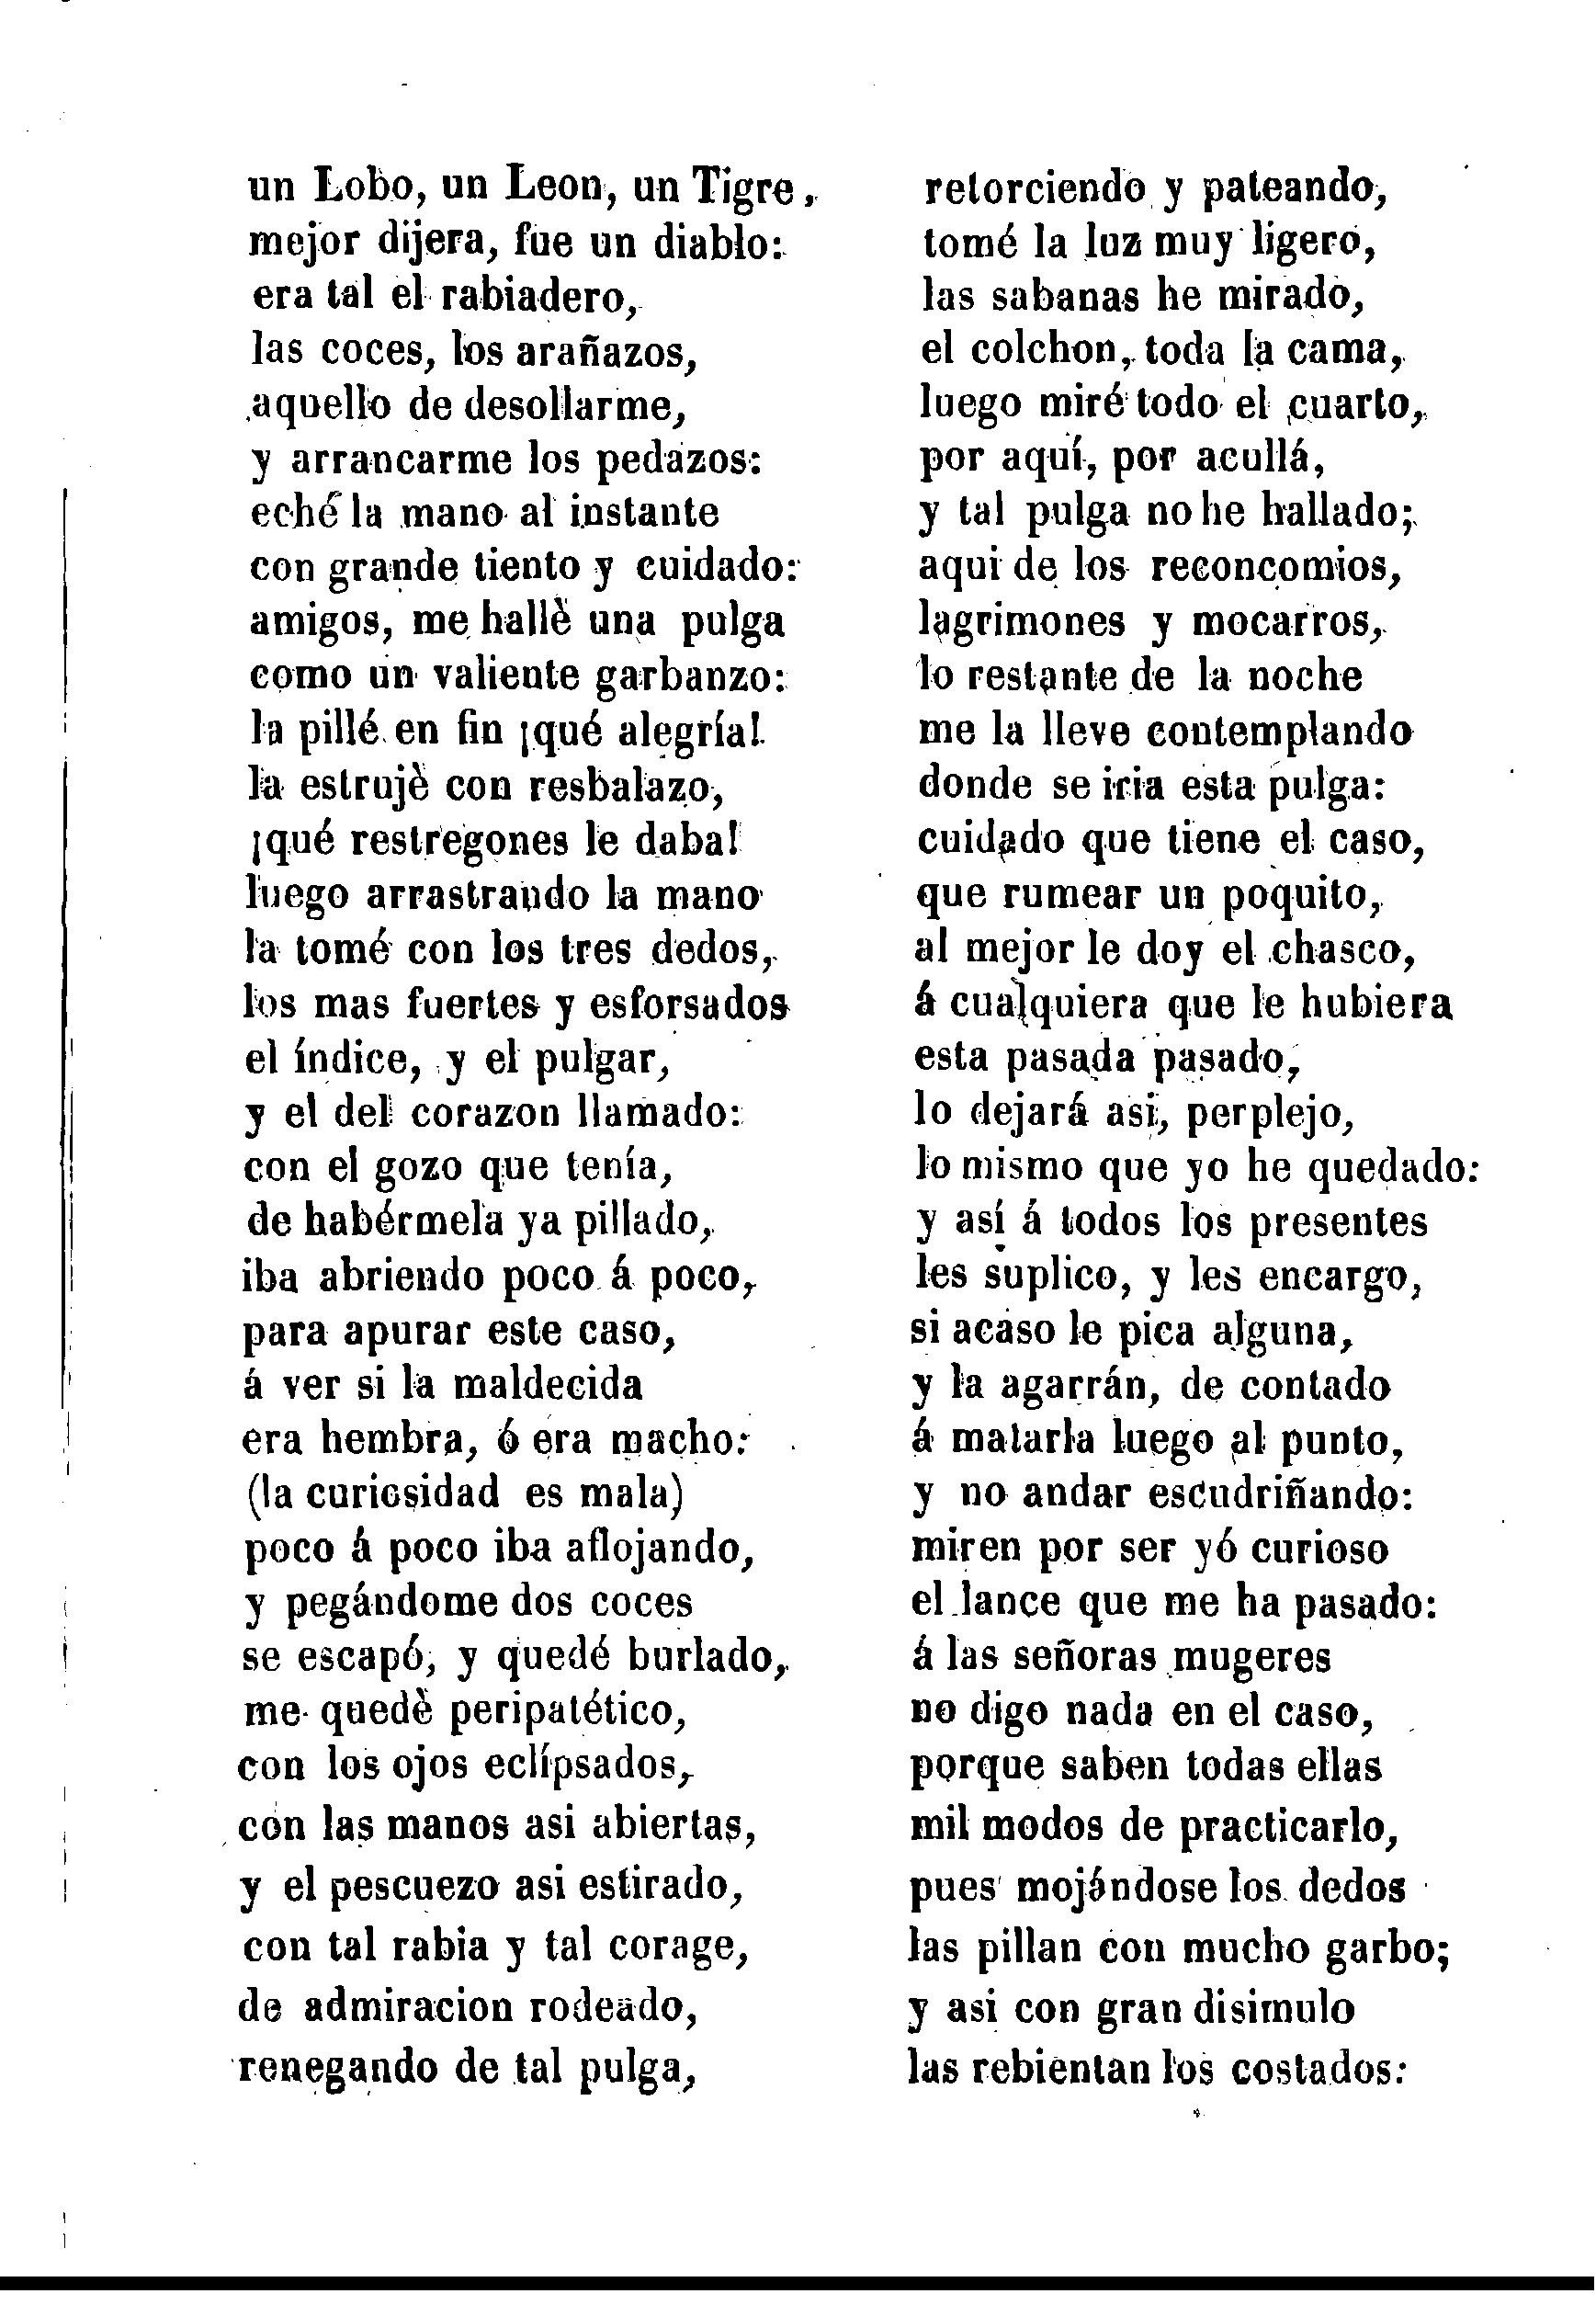 un Lobo, un Leon, un Tigre,
mejor dijera, fue un diablo:
era tal el rabiadero,
las coces, los arañazos,
aquello de desollarme,
y arrancarme los pedazos:
eché la mano al instante
con grande tiento y cuidado:
amigos, me hallè una pulga
como un valiente garbanzo:
la pillé en fin ¡qué alegría!
la estrujè con resbalazo,
¡qué restregones le daba!
luego arrastrando la mano
la tomé con los tres dedos,
los mas fuertes y esforsados
el índice, y el pulgar,
y el del corazon llamado:
con el gozo que tenía,
de habérmela ya pillado,
iba abriendo poco á poco,
para apurar este caso,
á ver si la maldecida
era hembra, ó era macho:
(la curiosidad es mala)
poco á poco iba aflojando,
y pegándome dos coces
se escapó, y quedé burlado,
me quedè peripatético,
con los ojos eclípsados,
con las manos asi abiertas,
y el pescuezo asi estirado,
con tal rabia y tal corage,
de admiracion rodeado,
renegando de tal pulga,
retorciendo y pateando,
tomé la luz muy ligero,
las sabanas he mirado,
el colchon, toda la cama,
luego miré todo el cuarto,
por aquí, por acullá,
y tal pulga no he hallado;
aqui de los reconcomios,
lagrimones y mocarros,
lo restante de la noche
me la lleve contemplando
donde se iria esta pulga:
cuidado que tiene el caso,
que rumear un poquito,
al mejor le doy el chasco,
á cualquiera que le hubiera
esta pasada pasado,
lo dejará asi, perplejo,
lo mismo que yo he quedado:
y así á todos los presentes
les suplico, y les encargo,
si acaso le pica alguna,
y la agarrán, de contado
á matarla luego al punto,
y no andar escudriñando:
miren por ser yó curioso
el lance que me ha pasado:
á las señoras mugeres
no digo nada en el caso,
porque saben todas ellas
mil modos de practicarlo,
pues mojándose los dedos
las pillan con mucho garbo;
y asi con gran disimulo
las rebientan los costados: